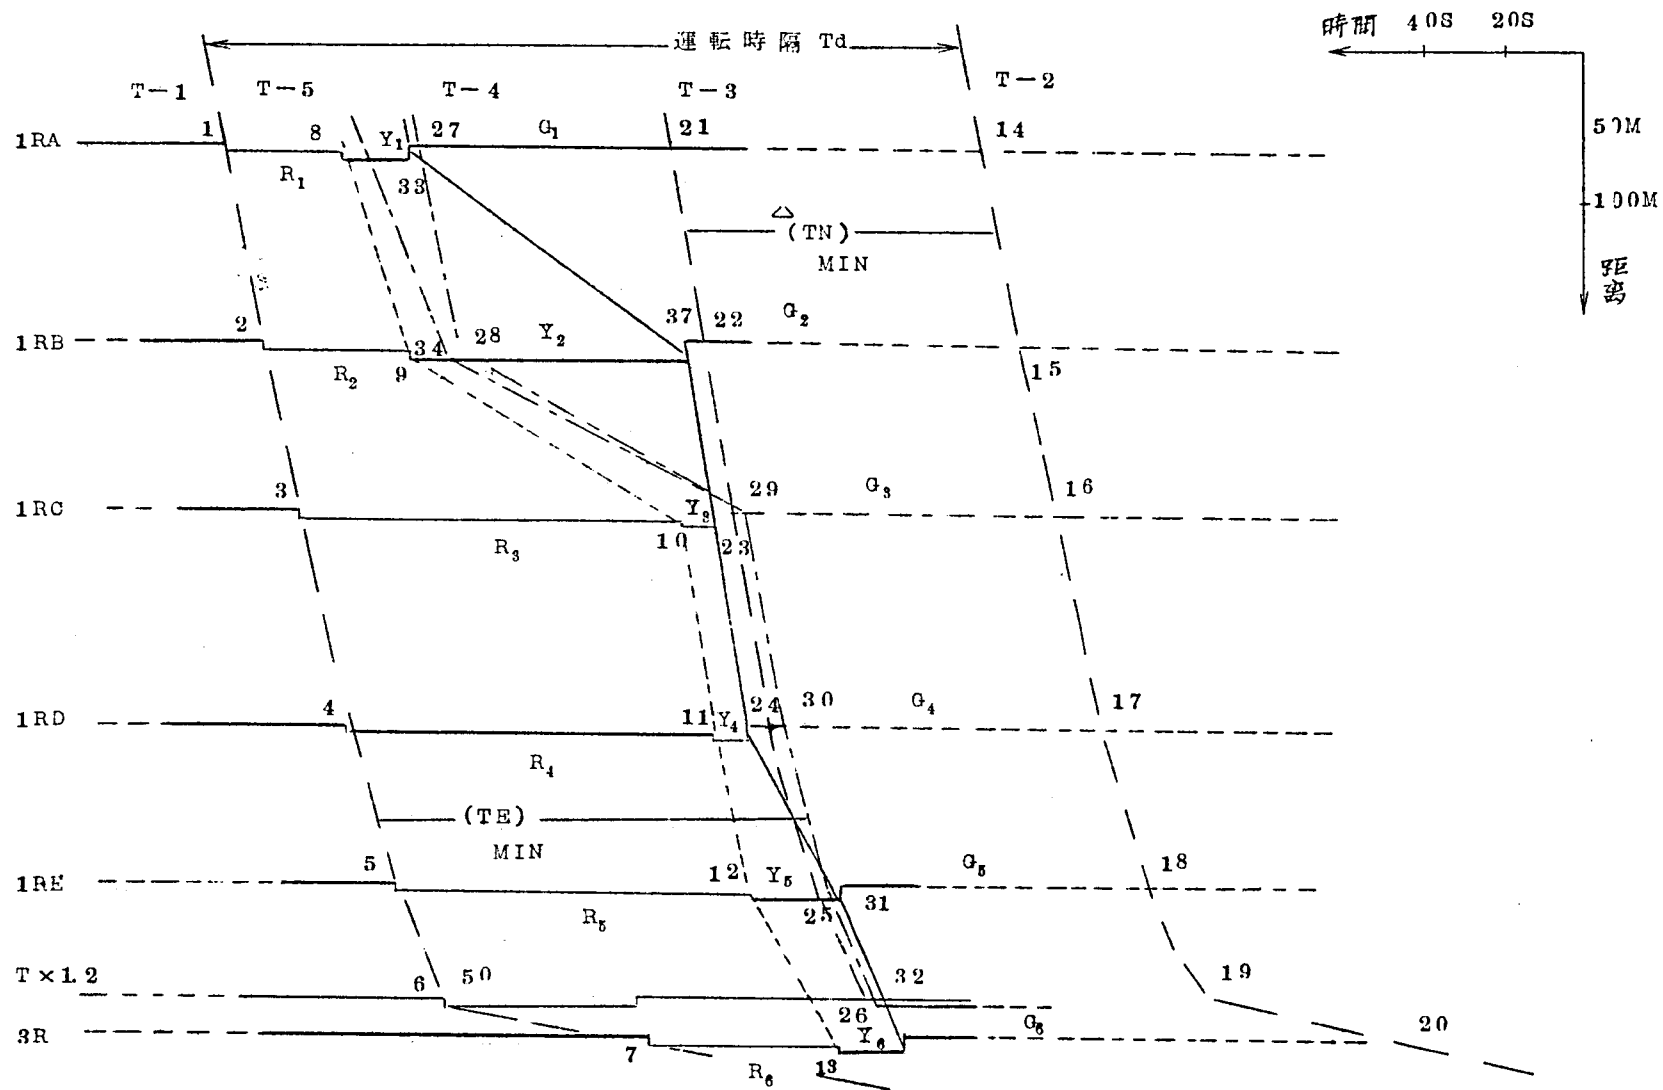 時間 40S 20S
運転時隔 Td
T-1 T-5 T-4 T-3 T-2
1RA 1 8 Y₁ 27 G₁ 21 14 50M
R₁ 33
100M
△
(TN)
MIN
距離
1RB 2 34 28 Y₂ 37 22 G₂
R₂ 9 15
1RC 3 Y₃ 29 G₃ 16
R₃ 10 23
1RD 4 11 Y₄ 24 30 G₄ 17
R₄
(TE)
MIN
1RE 5 12 Y₅ G₅ 18
R₅ 25 31
T×1.2 6 50 32 19
3R 26 Y₆ G₆ 20
7 R₆ 13